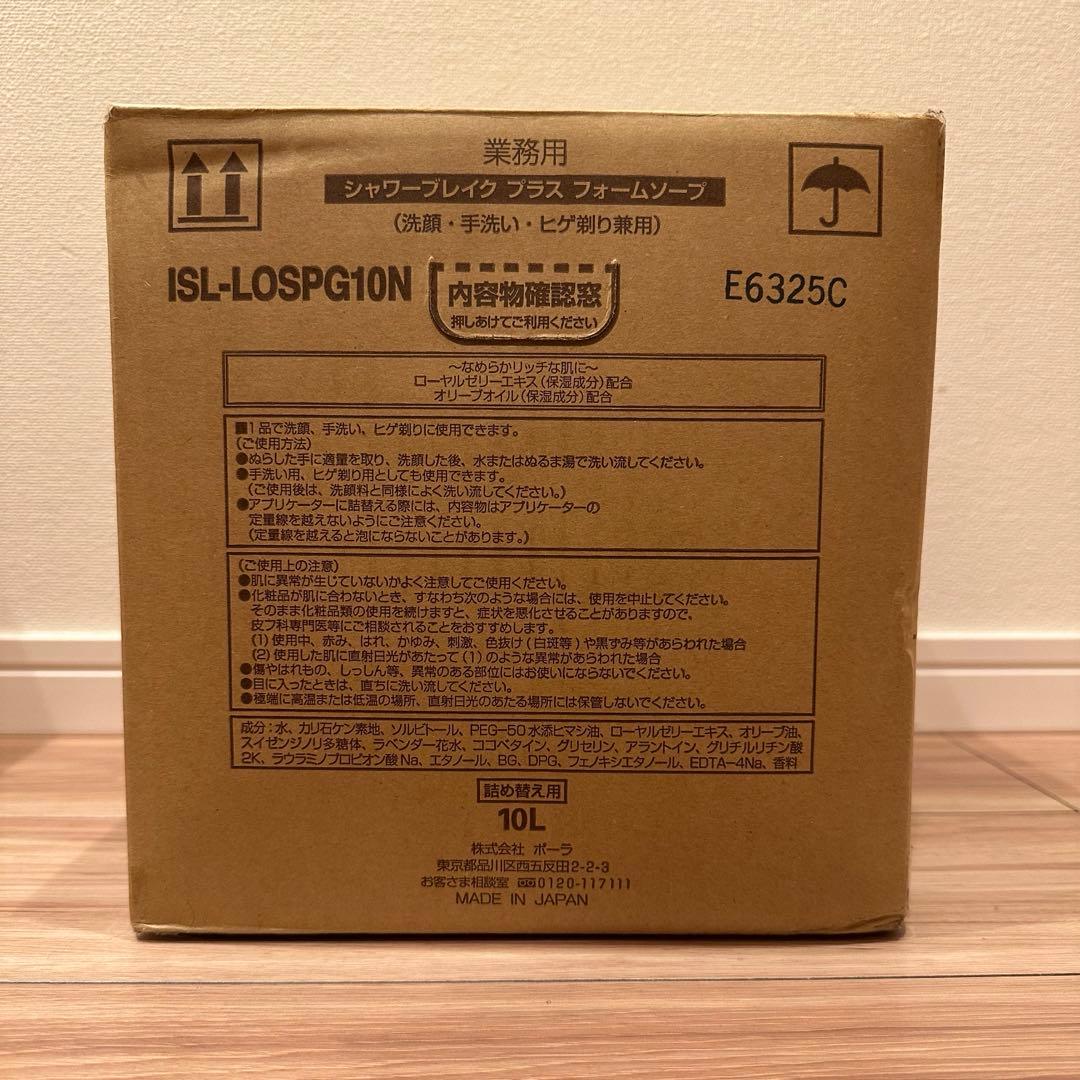 業務用
シャワーブレイク プラス フォームソープ
(洗顔・手洗い・ヒゲ剃り兼用)
ISL-LOSPG10N
内容物確認窓
押しあけてご利用ください
E6325C
〜なめらかリッチな肌に〜
ローヤルゼリーエキス(保湿成分)配合
オリーブオイル(保湿成分)配合
■1品で洗顔、手洗い、ヒゲ剃りに使用できます。
(ご使用方法)
●ぬらした手に適量を取り、洗顔した後、水またはぬるま湯で洗い流してください。
●手洗い用、ヒゲ剃り用としても使用できます。
(ご使用後は、洗顔料と同様によく洗い流してください。)
●アプリケーターに詰替える際には、内容物はアプリケーターの
定量線を越えないようにご注意ください。
(定量線を越えると泡にならないことがあります。)
(ご使用上の注意)
●肌に異常が生じていないかよく注意してご使用ください。
●化粧品が肌に合わないとき、すなわち次のような場合には、使用を中止してください。
そのまま化粧品類の使用を続けますと、症状を悪化させることがありますので、
皮フ科専門医等にご相談されることをおすすめします。
(1)使用中、赤み、はれ、かゆみ、刺激、色抜け(白斑等)や黒ずみ等があらわれた場合
(2)使用した肌に直射日光があたって(1)のような異常があらわれた場合
●傷やはれもの、しっしん等、異常のある部位にはお使いにならないでください。
●目に入ったときは、直ちに洗い流してください。
●極端に高温または低温の場所、直射日光のあたる場所には保管しないでください。
成分:水、カリ石ケン素地、ソルビトール、PEG-50水添ヒマシ油、ローヤルゼリーエキス、オリーブ油、
スイゼンジノリ多糖体、ラベンダー花水、ココベタイン、グリセリン、アラントイン、グリチルリチン酸
2K、ラウラミノプロピオン酸Na、エタノール、BG、DPG、フェノキシエタノール、EDTA-4Na、香料
詰め替え用
10L
株式会社 ポーラ
東京都品川区西五反田2-2-3
お客さま相談室 0120-117111
MADE IN JAPAN